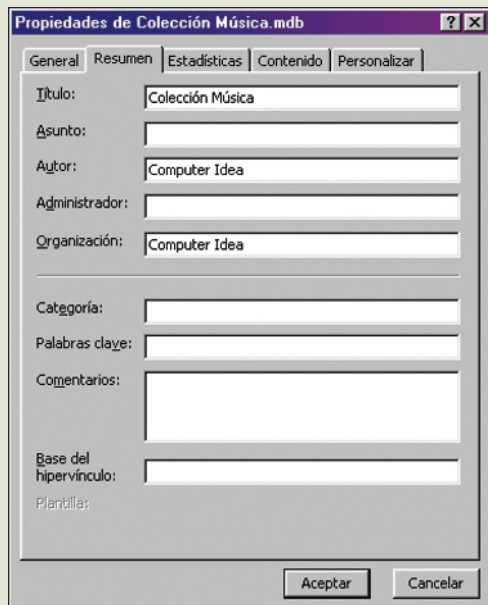 Propiedades de Colección Música.mdb
General Resumen Estadísticas Contenido Personalizar
Título: Colección Música
Asunto:
Autor: Computer Idea
Administrador:
Organización: Computer Idea
Categoría:
Palabras clave:
Comentarios:
Base del
hipervínculo:
Plantilla:
Aceptar Cancelar